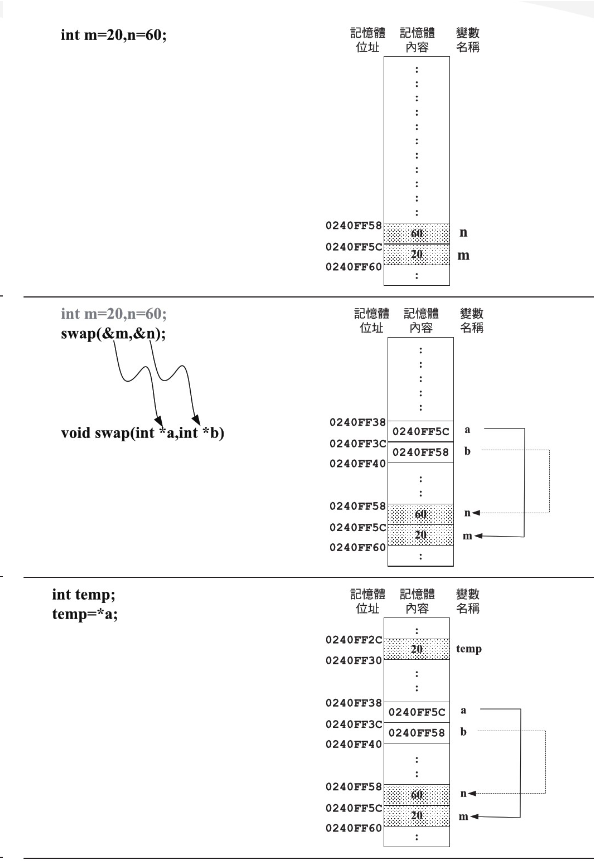 int m=20,n=60;
記憶體 記憶體 變數
位址 內容 名稱
:
:
:
:
:
:
:
:
:
:
:
0240FF58
60 n
0240FF5C
20 m
0240FF60
:
int m=20,n=60;
swap(&m,&n);
void swap(int *a,int *b)
記憶體 記憶體 變數
位址 內容 名稱
:
:
:
:
:
0240FF38
0240FF5C a
0240FF3C
0240FF58 b
0240FF40
:
:
0240FF58
60 n
0240FF5C
20 m
0240FF60
:
int temp;
temp=*a;
記憶體 記憶體 變數
位址 內容 名稱
:
0240FF2C
20 temp
0240FF30
:
:
0240FF38
0240FF5C a
0240FF3C
0240FF58 b
0240FF40
:
:
0240FF58
60 n
0240FF5C
20 m
0240FF60
: